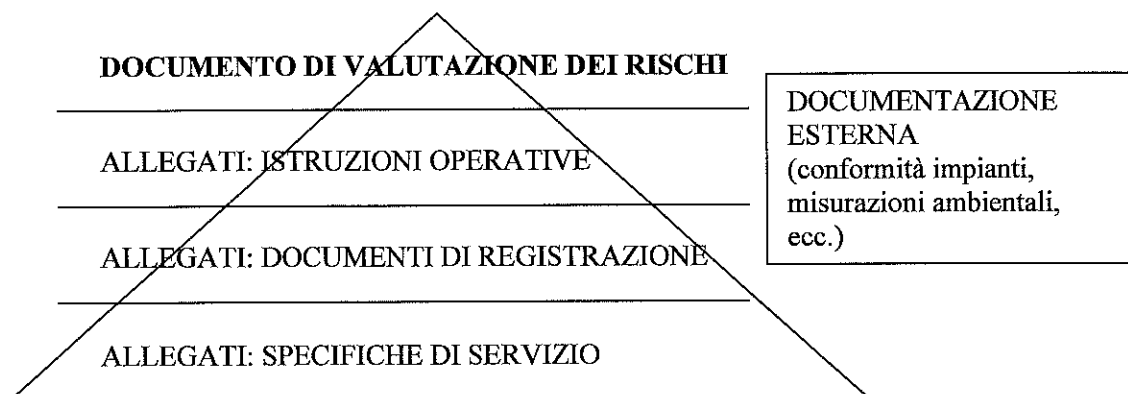 DOCUMENTO DI VALUTAZIONE DEI RISCHI
ALLEGATI: ISTRUZIONI OPERATIVE
ALLEGATI: DOCUMENTI DI REGISTRAZIONE
ALLEGATI: SPECIFICHE DI SERVIZIO
DOCUMENTAZIONE
ESTERNA
(conformità impianti,
misurazioni ambientali,
ecc.)